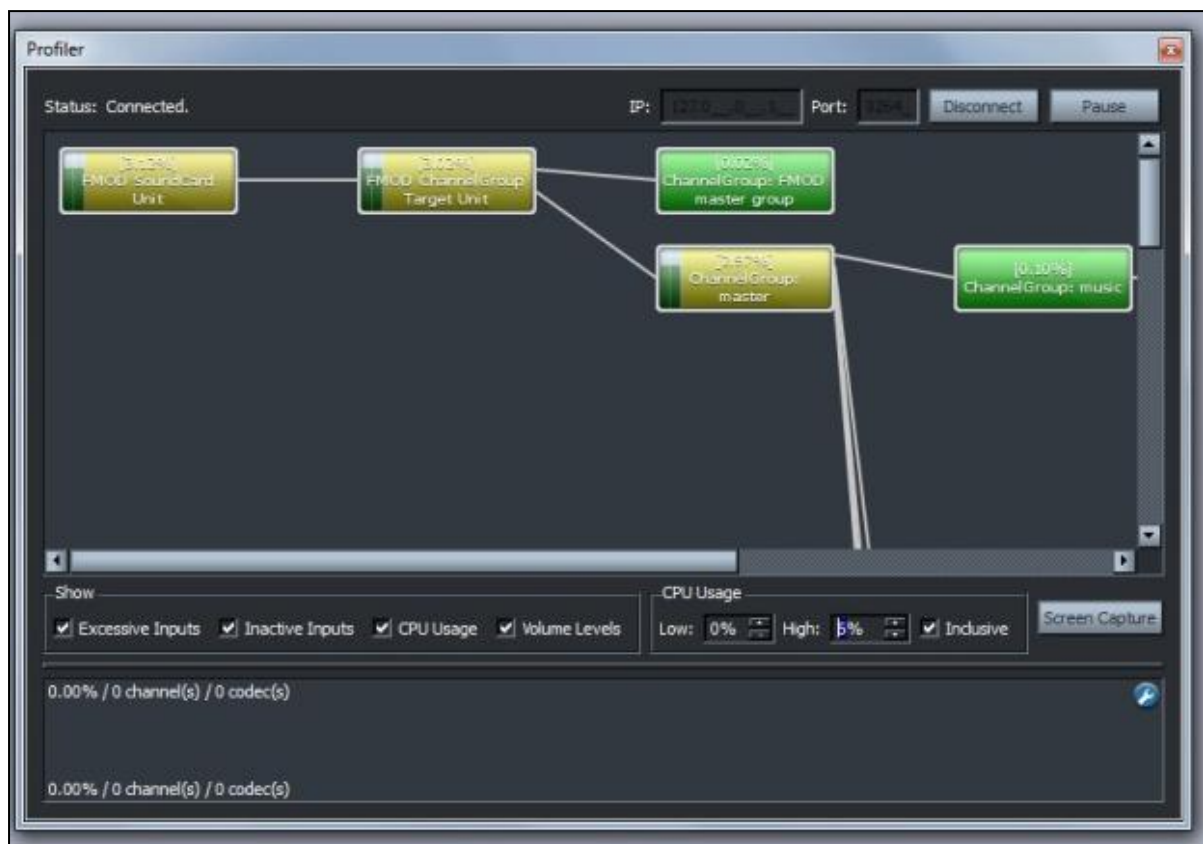 Profiler
Status: Connected.
IP:
Port:
Disconnect
Pause
FMOD SoundCard
Unit
FMOD ChannelGroup
Target Unit
[0.02%]
ChannelGroup: FMOD
master group
ChannelGroup:
master
[0.10%]
ChannelGroup: music
Show
Excessive Inputs
Inactive Inputs
CPU Usage
Volume Levels
CPU Usage
Low: 0%
High: 5%
Inclusive
Screen Capture
0.00% / 0 channel(s) / 0 codec(s)
0.00% / 0 channel(s) / 0 codec(s)